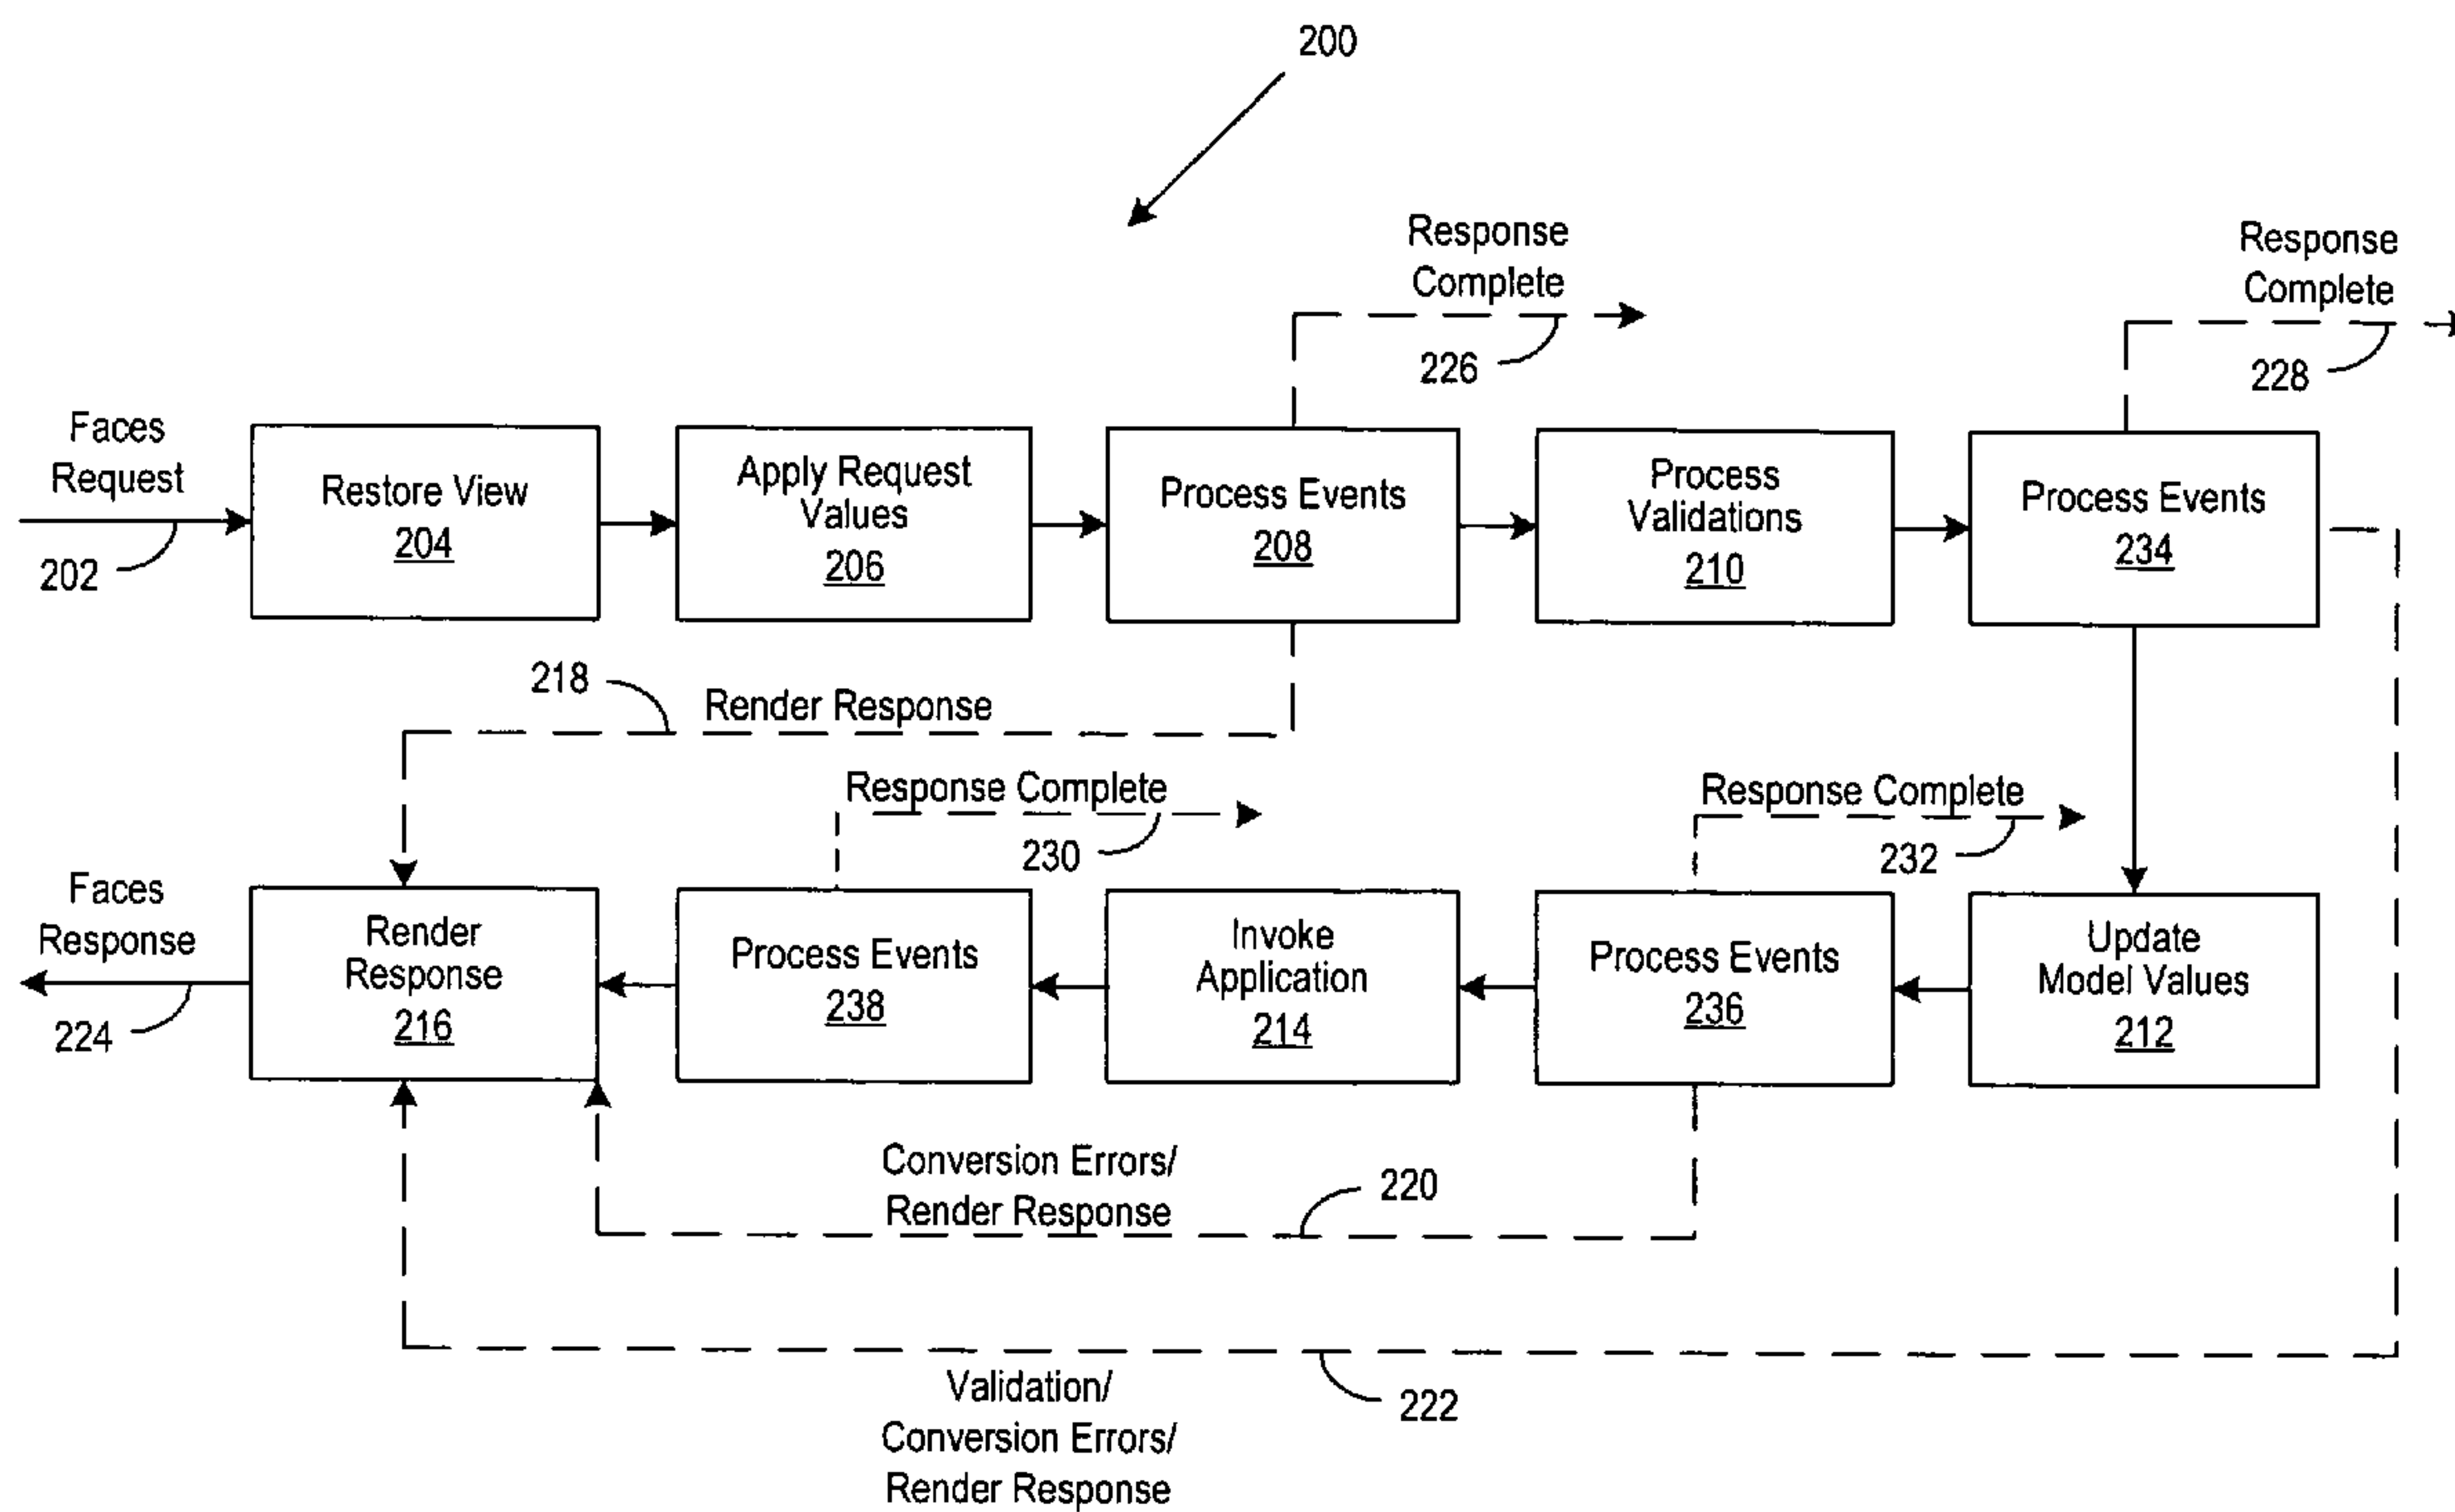 200
Response
Complete
226
Response
Complete
228
Faces
Request
202
Restore View
204
Apply Request
Values
206
Process Events
208
Process
Validations
210
Process Events
234
218
Render Response
Response Complete
230
Response Complete
232
Faces
Response
224
Render
Response
216
Process Events
238
Invoke
Application
214
Process Events
236
Update
Model Values
212
Conversion Errors/
Render Response
220
Validation/
Conversion Errors/
Render Response
222